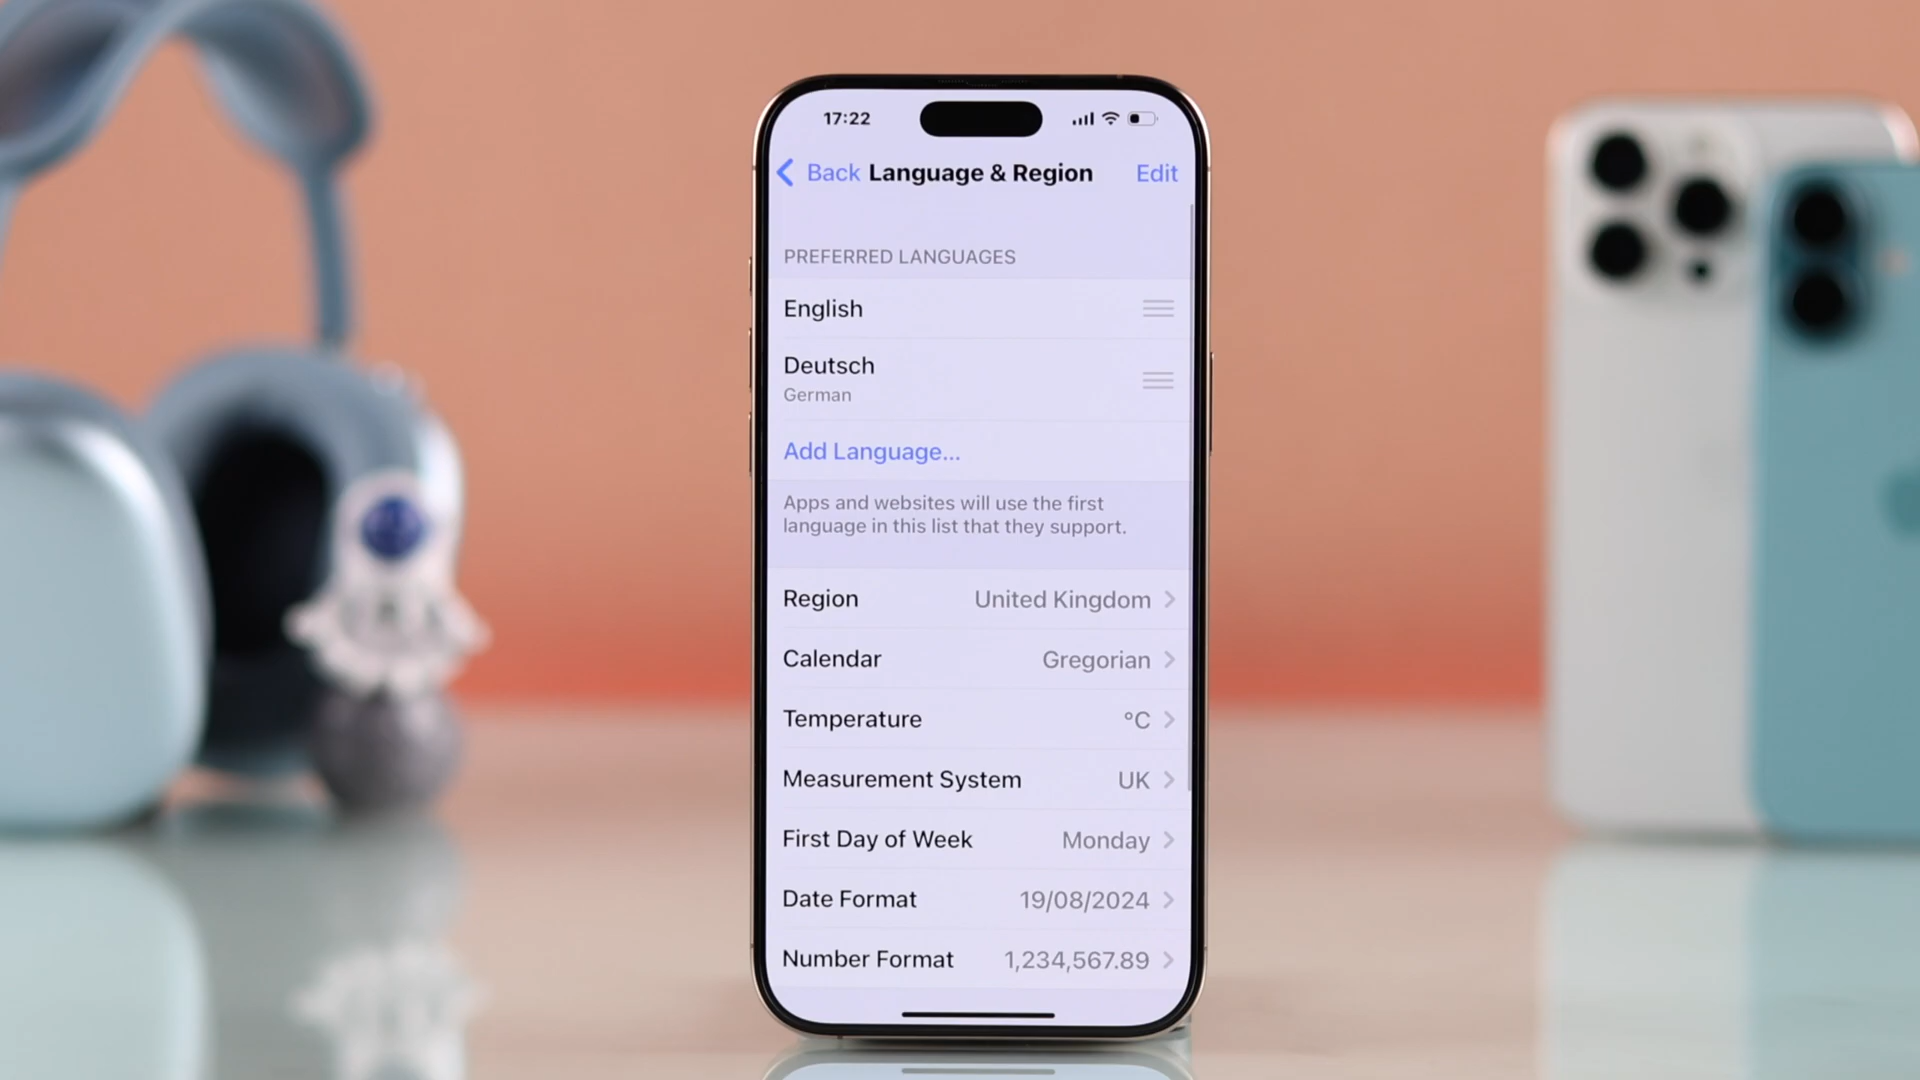 17:22
Back Language & Region Edit
PREFERRED LANGUAGES
English
Deutsch
German
Add Language...
Apps and websites will use the first
language in this list that they support.
Region United Kingdom
Calendar Gregorian
Temperature °C
Measurement System UK
First Day of Week Monday
Date Format 19/08/2024
Number Format 1,234,567.89